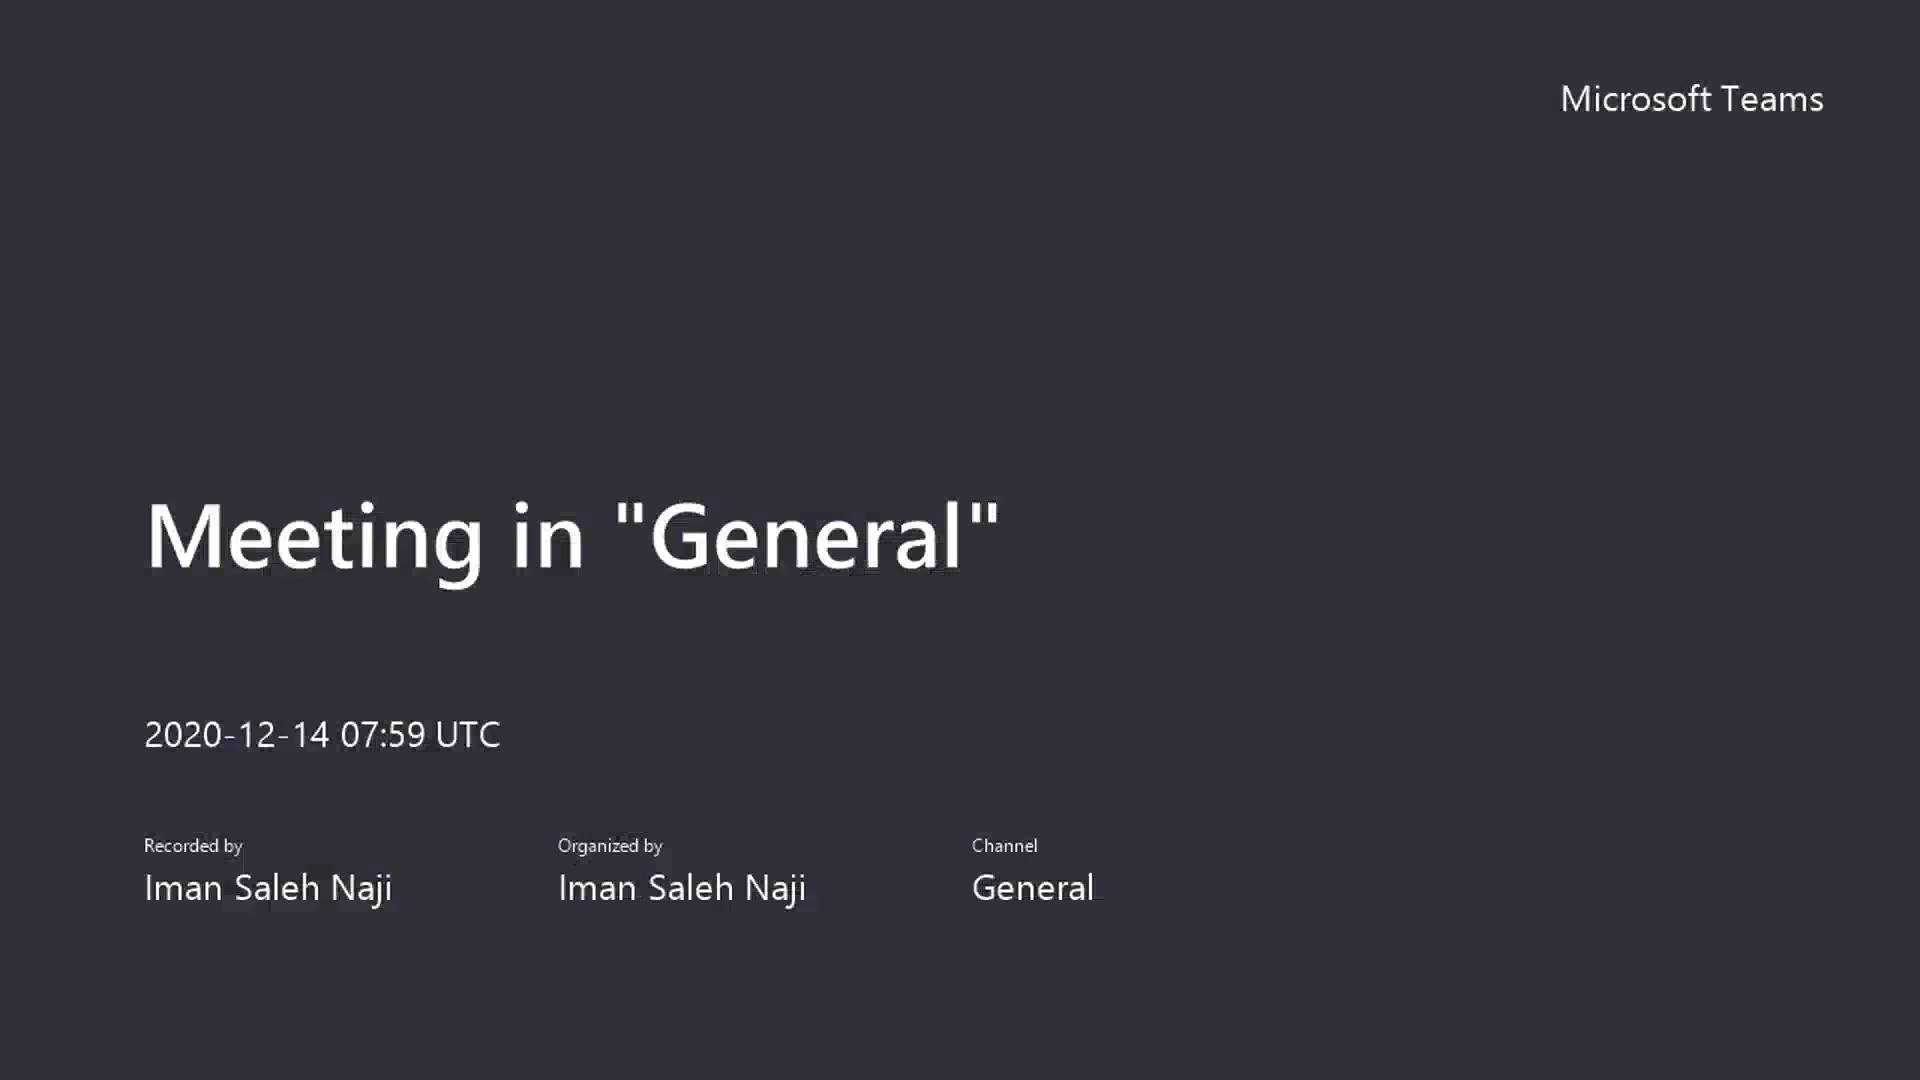 Microsoft Teams
Meeting in "General"
2020-12-14 07:59 UTC
Recorded by
Iman Saleh Naji
Organized by
Iman Saleh Naji
Channel
General